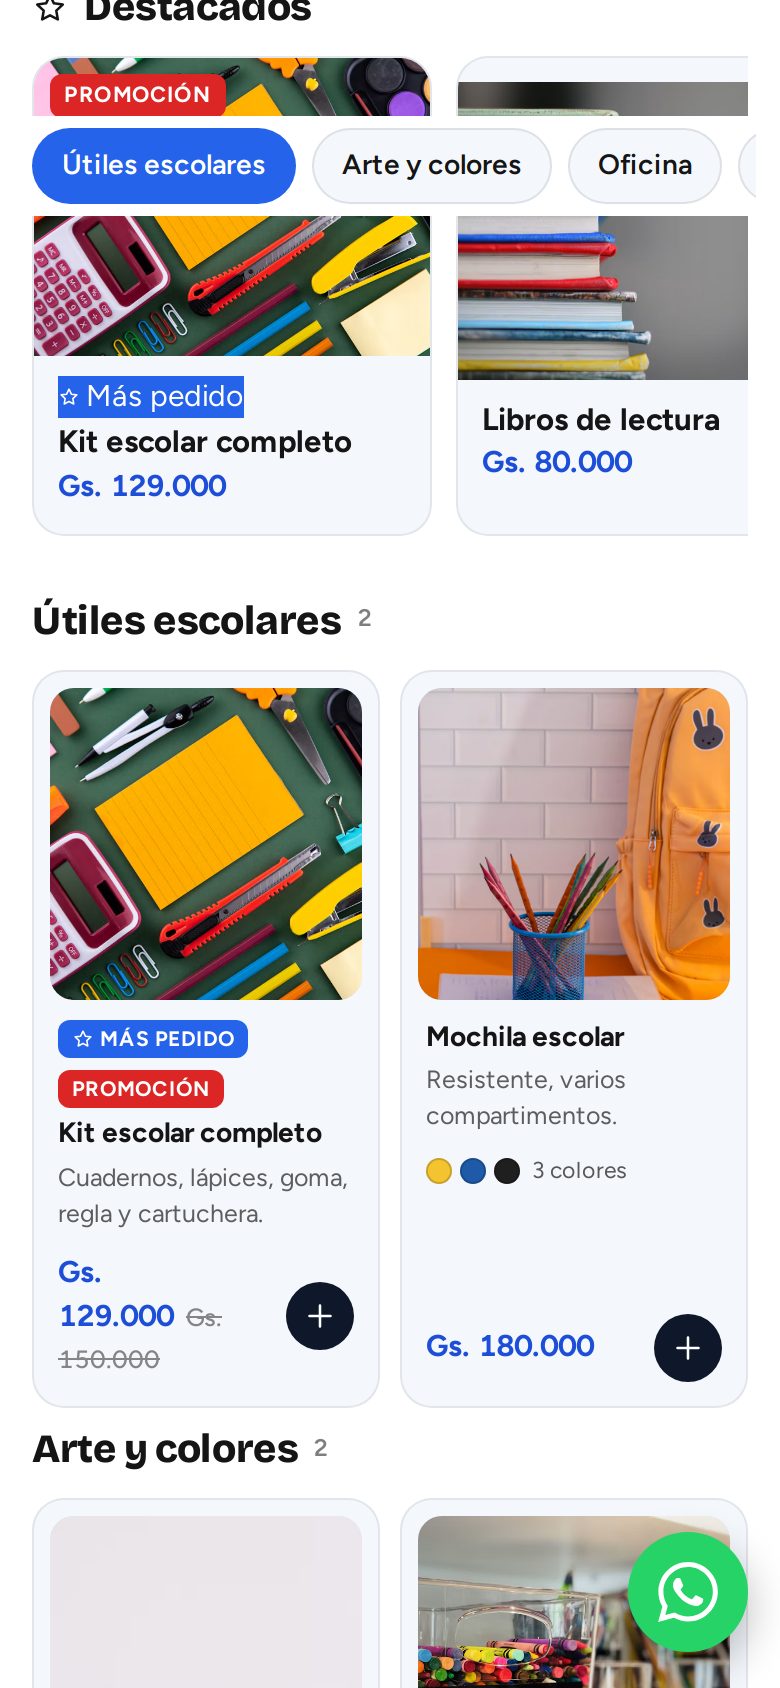 Destacados
PROMOCIÓN
Útiles escolares
Arte y colores
Oficina
Más pedido
Kit escolar completo
Gs. 129.000
Libros de lectura
Gs. 80.000
Útiles escolares 2
MÁS PEDIDO
PROMOCIÓN
Kit escolar completo
Cuadernos, lápices, goma,
regla y cartuchera.
Gs.
129.000 Gs.
150.000
Mochila escolar
Resistente, varios
compartimentos.
3 colores
Gs. 180.000
Arte y colores 2